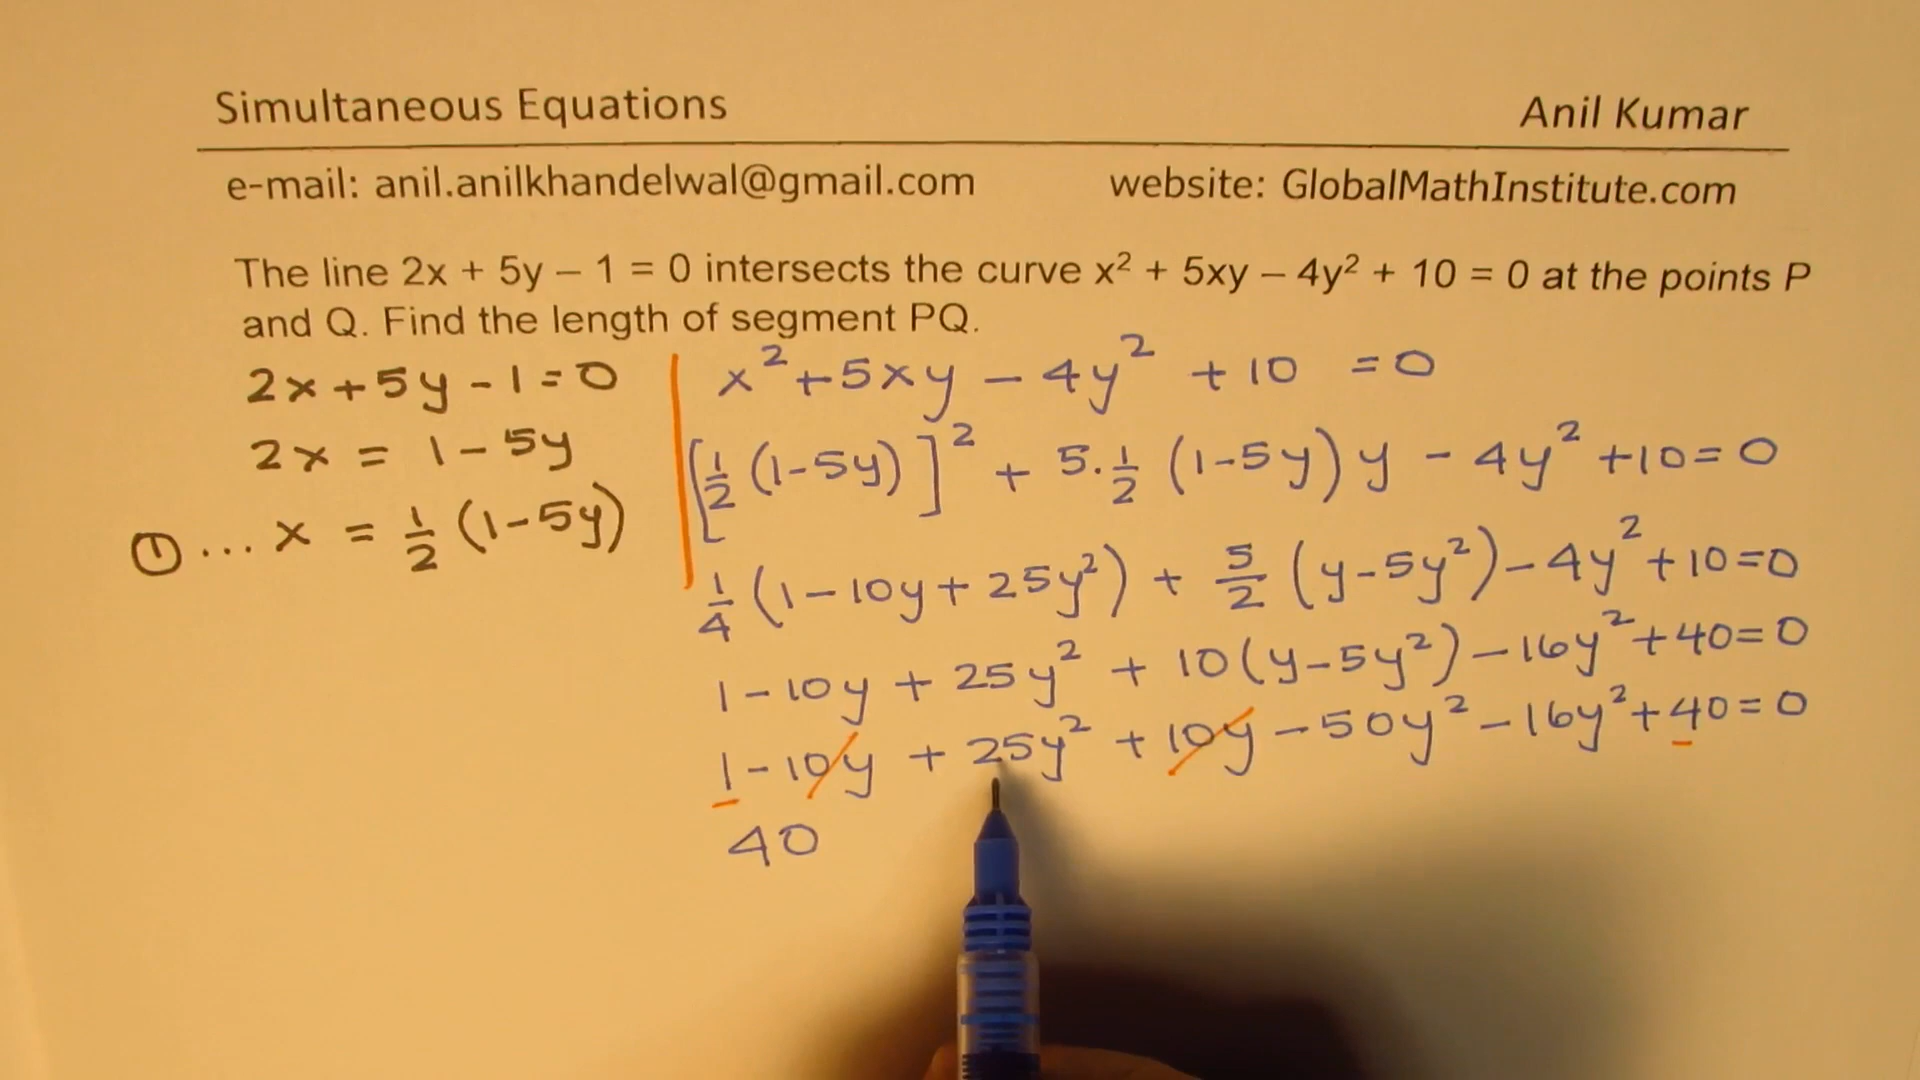 Simultaneous Equations Anil Kumar
e-mail: anil.anilkhandelwal@gmail.com website: GlobalMathInstitute.com
The line 2x + 5y – 1 = 0 intersects the curve x² + 5xy – 4y² + 10 = 0 at the points P
and Q. Find the length of segment PQ.
2x + 5y - 1 = 0
2x = 1 - 5y
① ... x = 1/2 (1-5y)
x² + 5xy - 4y² + 10 = 0
[1/2 (1-5y)]² + 5·1/2 (1-5y) y - 4y² + 10 = 0
1/4 (1 - 10y + 25y²) + 5/2 (y - 5y²) - 4y² + 10 = 0
1 - 10y + 25y² + 10(y - 5y²) - 16y² + 40 = 0
1 - 10y + 25y² + 10y - 50y² - 16y² + 40 = 0
40